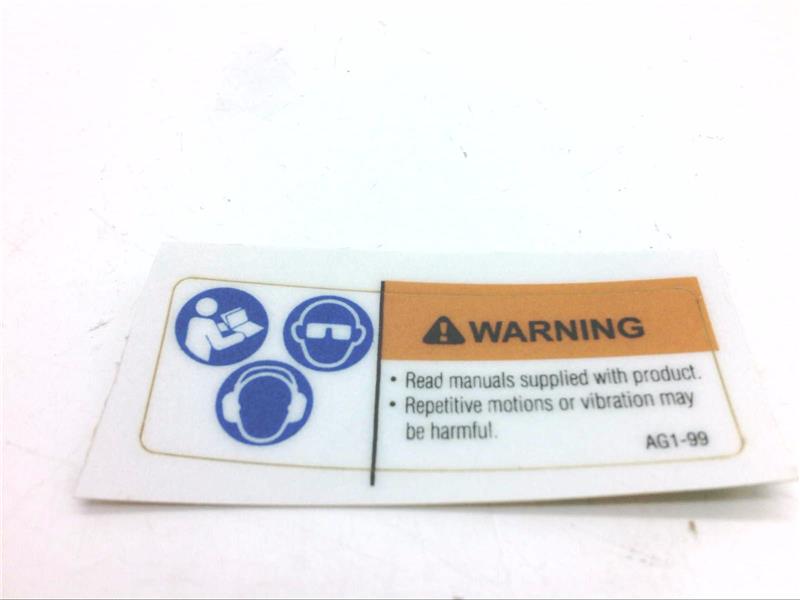 WARNING
• Read manuals supplied with product.
• Repetitive motions or vibration may
be harmful.
AG1-99